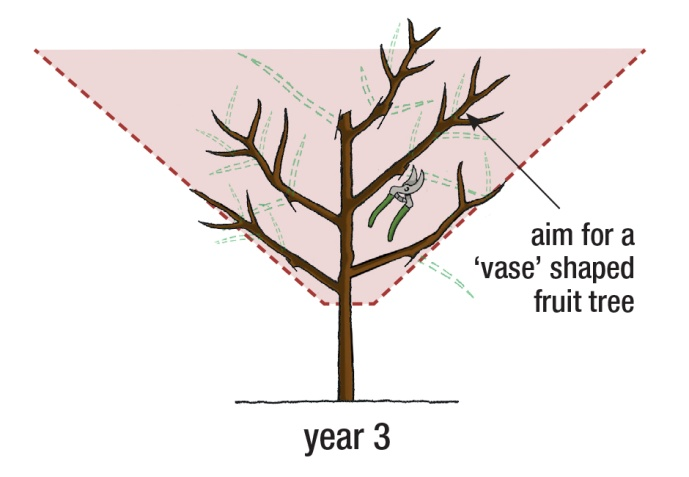 aim for a
‘vase’ shaped
fruit tree
year 3